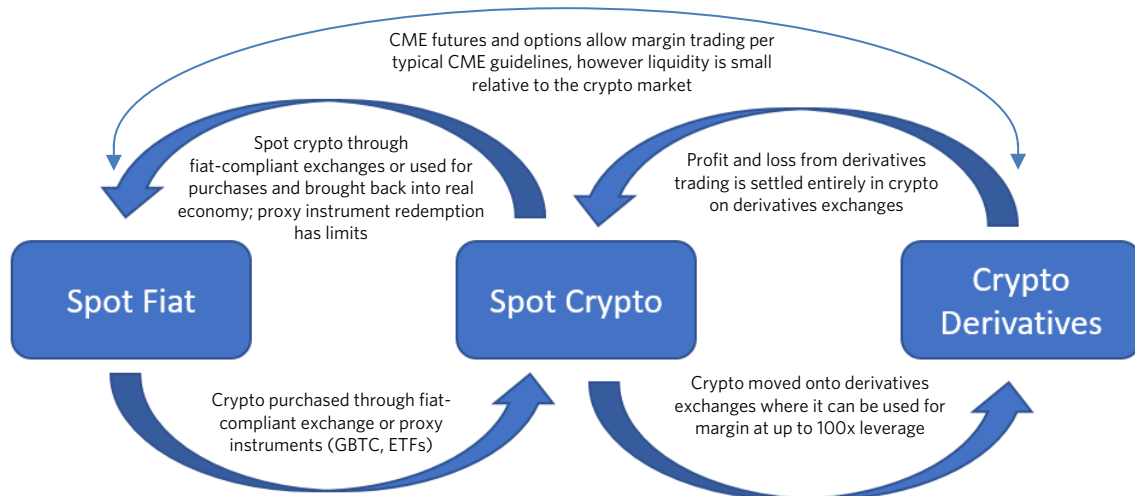 CME futures and options allow margin trading per
typical CME guidelines, however liquidity is small
relative to the crypto market
Spot crypto through
fiat-compliant exchanges or used for
purchases and brought back into real
economy; proxy instrument redemption
has limits
Profit and loss from derivatives
trading is settled entirely in crypto
on derivatives exchanges
Spot Fiat
Spot Crypto
Crypto
Derivatives
Crypto purchased through fiat-
compliant exchange or proxy
instruments (GBTC, ETFs)
Crypto moved onto derivatives
exchanges where it can be used for
margin at up to 100x leverage